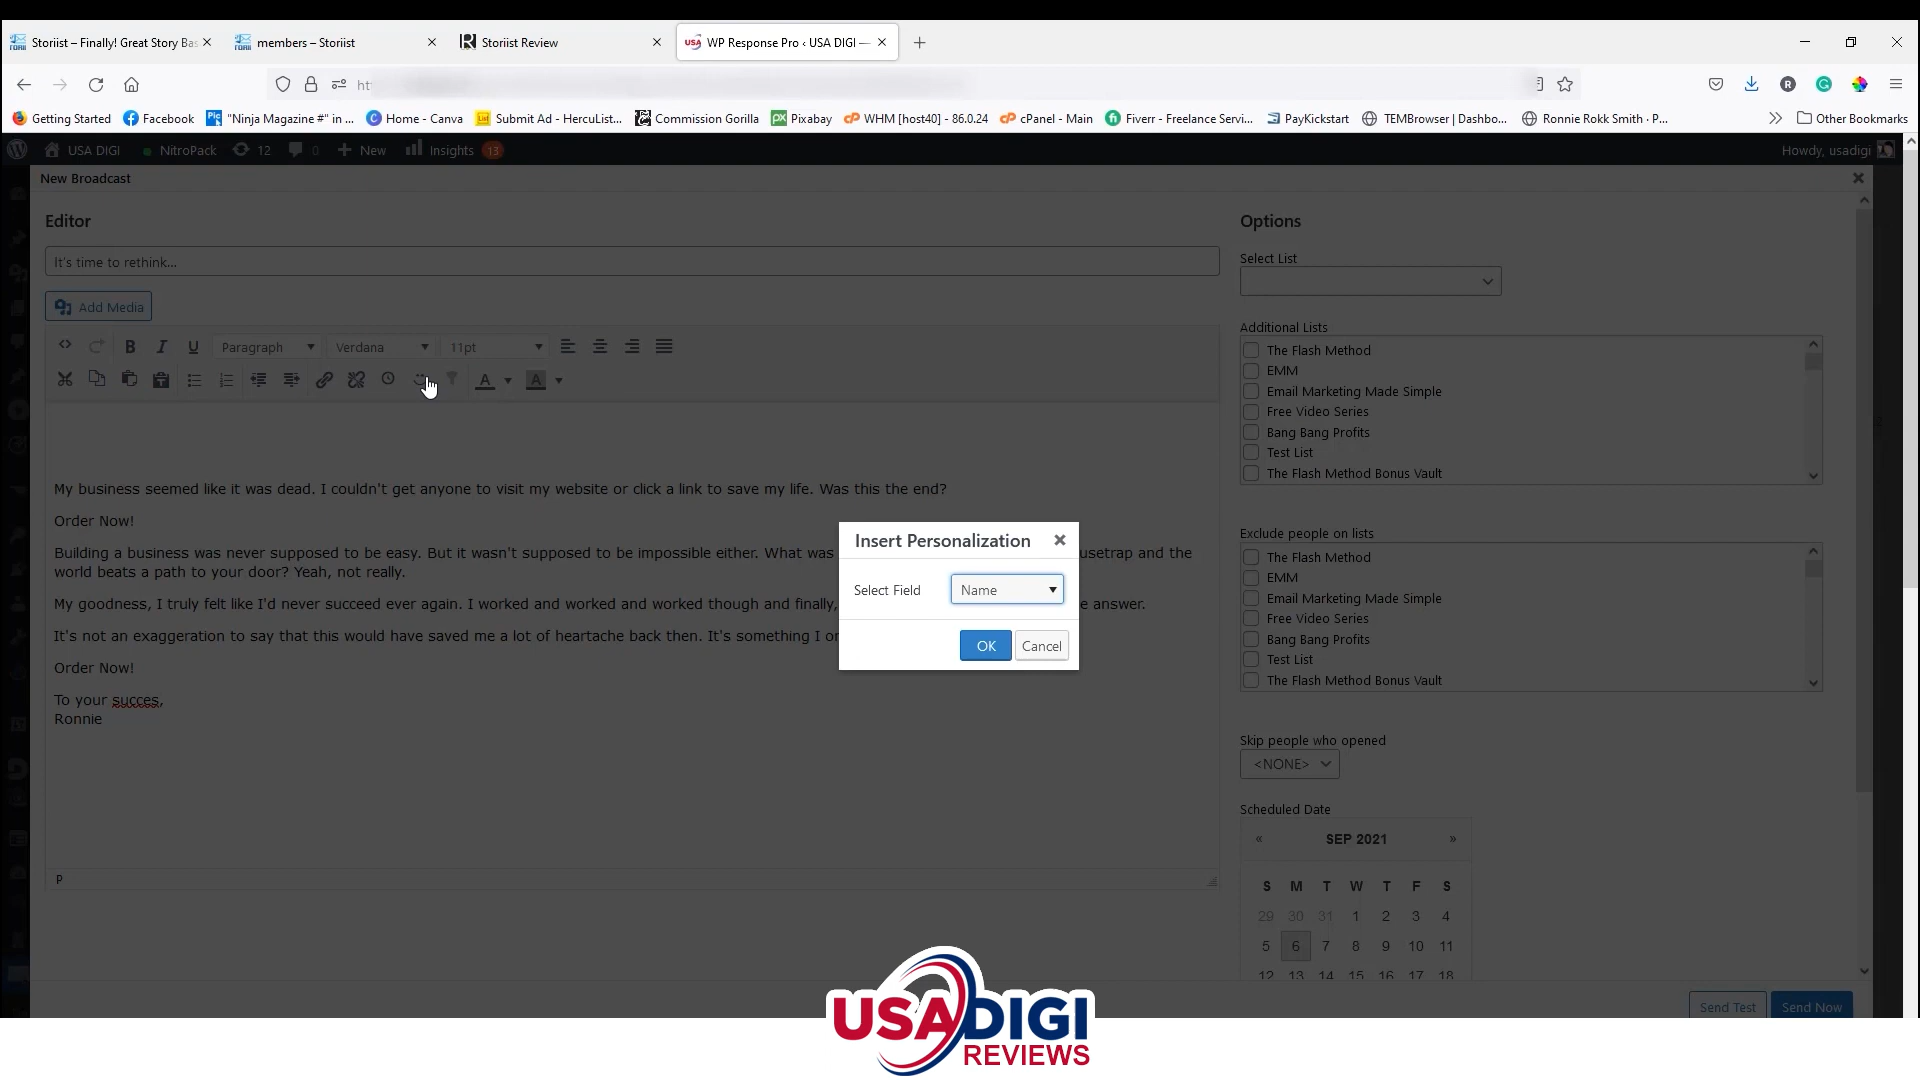 Storiist – Finally! Great Story Bas
members – Storiist
Storiist Review
WP Response Pro ‹ USA DIGI —
Getting Started
Facebook
"Ninja Magazine #" in ...
Home - Canva
Submit Ad - HercuList...
Commission Gorilla
Pixabay
WHM [host40] - 86.0.24
cPanel - Main
Fiverr - Freelance Servi...
PayKickstart
TEMBrowser | Dashbo...
Ronnie Rokk Smith · P...
Other Bookmarks
USA DIGI
NitroPack
12
0
New
Insights
13
Howdy, usadigi
New Broadcast
Editor
It's time to rethink...
Add Media
Paragraph
Verdana
11pt
My business seemed like it was dead. I couldn't get anyone to visit my website or click a link to save my life. Was this the end?
Order Now!
Building a business was never supposed to be easy. But it wasn't supposed to be impossible either. What was
usetrap and the
world beats a path to your door? Yeah, not really.
My goodness, I truly felt like I'd never succeed ever again. I worked and worked and worked though and finally,
e answer.
It's not an exaggeration to say that this would have saved me a lot of heartache back then. It's something I
Order Now!
To your succes,
Ronnie
P
Insert Personalization
Select Field
Name
OK
Cancel
Options
Select List
Additional Lists
The Flash Method
EMM
Email Marketing Made Simple
Free Video Series
Bang Bang Profits
Test List
The Flash Method Bonus Vault
Exclude people on lists
The Flash Method
EMM
Email Marketing Made Simple
Free Video Series
Bang Bang Profits
Test List
The Flash Method Bonus Vault
Skip people who opened
<NONE>
Scheduled Date
« SEP 2021 »
S M T W T F S
29 30 31 1 2 3 4
5 6 7 8 9 10 11
12 13 14 15 16 17 18
Send Test
Send Now
USADIGI
REVIEWS